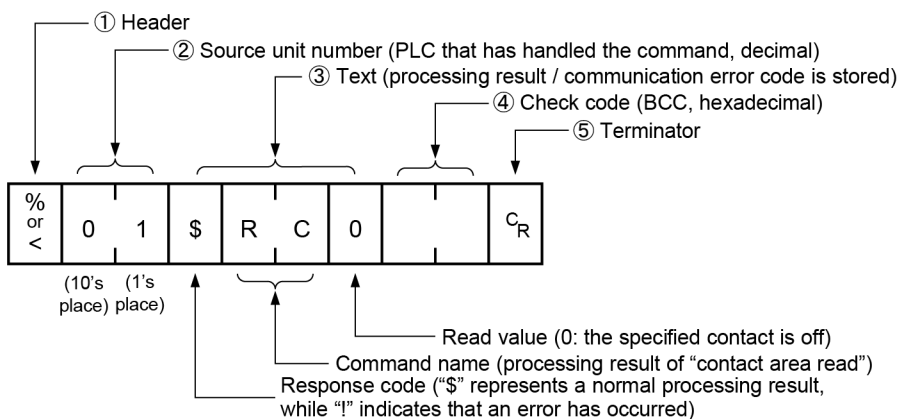 ① Header
② Source unit number (PLC that has handled the command, decimal)
③ Text (processing result / communication error code is stored)
④ Check code (BCC, hexadecimal)
⑤ Terminator
% or < 0 1 $ R C 0 CR
(10's place) (1's place)
Read value (0: the specified contact is off)
Command name (processing result of “contact area read”)
Response code (“$” represents a normal processing result,
while “!” indicates that an error has occurred)